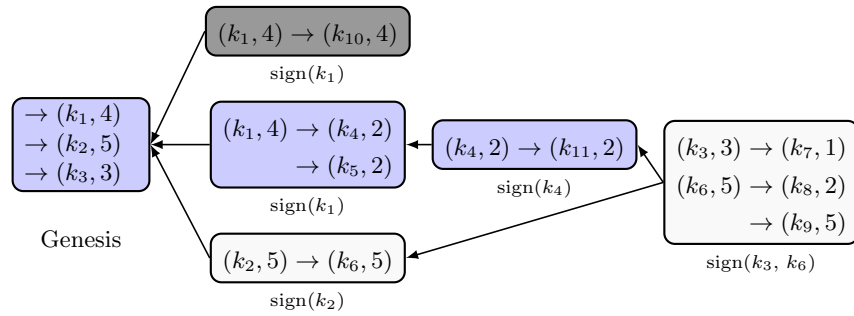 (k₁, 4) → (k₁₀, 4)
sign(k₁)
→ (k₁, 4)
→ (k₂, 5)
→ (k₃, 3)
Genesis
(k₁, 4) → (k₄, 2)
→ (k₅, 2)
sign(k₁)
(k₄, 2) → (k₁₁, 2)
sign(k₄)
(k₂, 5) → (k₆, 5)
sign(k₂)
(k₃, 3) → (k₇, 1)
(k₆, 5) → (k₈, 2)
→ (k₉, 5)
sign(k₃, k₆)